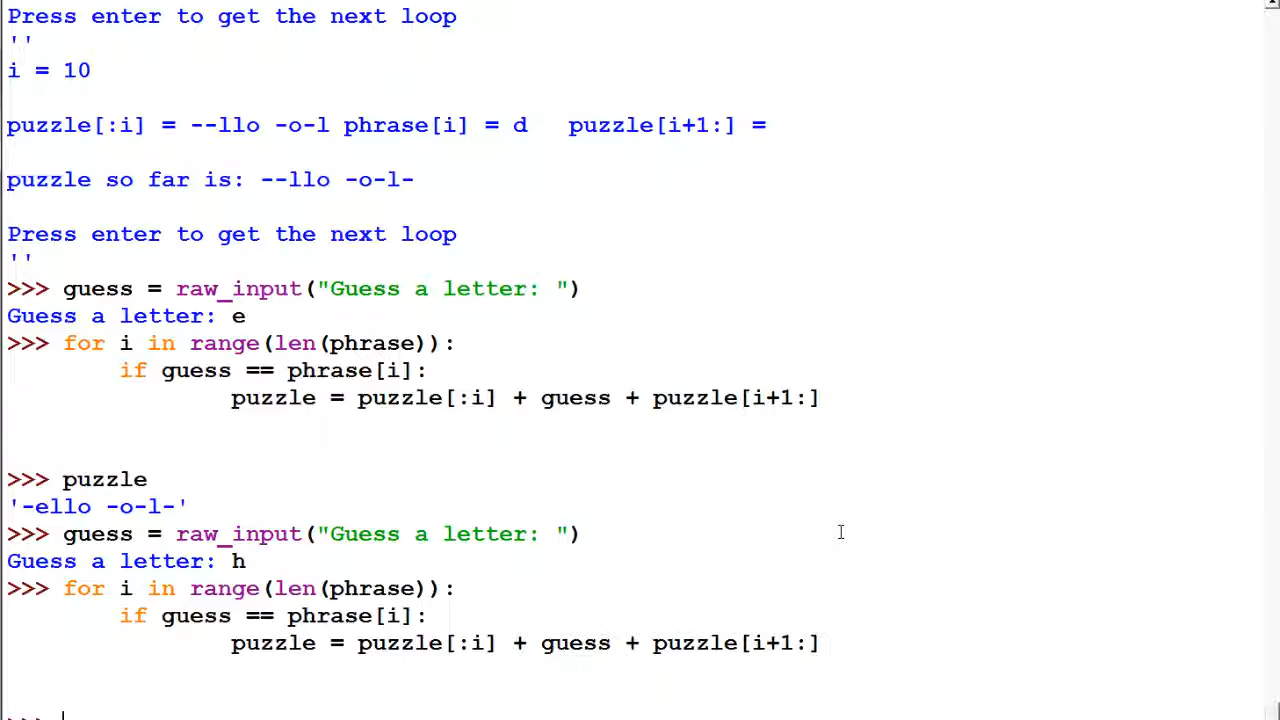 Press enter to get the next loop
''
i = 10
puzzle[:i] = --llo -o-l phrase[i] = d   puzzle[i+1:] =
puzzle so far is: --llo -o-l-
Press enter to get the next loop
''
>>> guess = raw_input("Guess a letter: ")
Guess a letter: e
>>> for i in range(len(phrase)):
        if guess == phrase[i]:
                puzzle = puzzle[:i] + guess + puzzle[i+1:]
>>> puzzle
'-ello -o-l-'
>>> guess = raw_input("Guess a letter: ")
Guess a letter: h
>>> for i in range(len(phrase)):
        if guess == phrase[i]:
                puzzle = puzzle[:i] + guess + puzzle[i+1:]
>>>